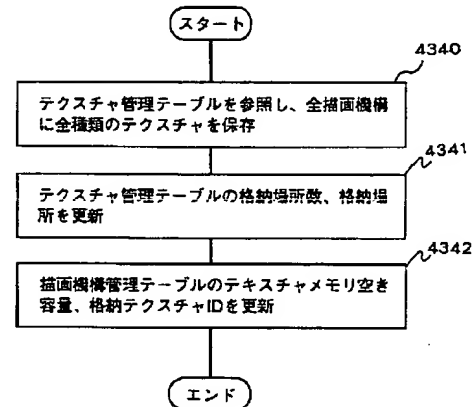 スタート
4340
テクスチャ管理テーブルを参照し、全描画機構
に全種類のテクスチャを保存
4341
テクスチャ管理テーブルの格納場所数、格納場
所を更新
4342
描画機構管理テーブルのテキスチャメモリ空き
容量、格納テクスチャIDを更新
エンド